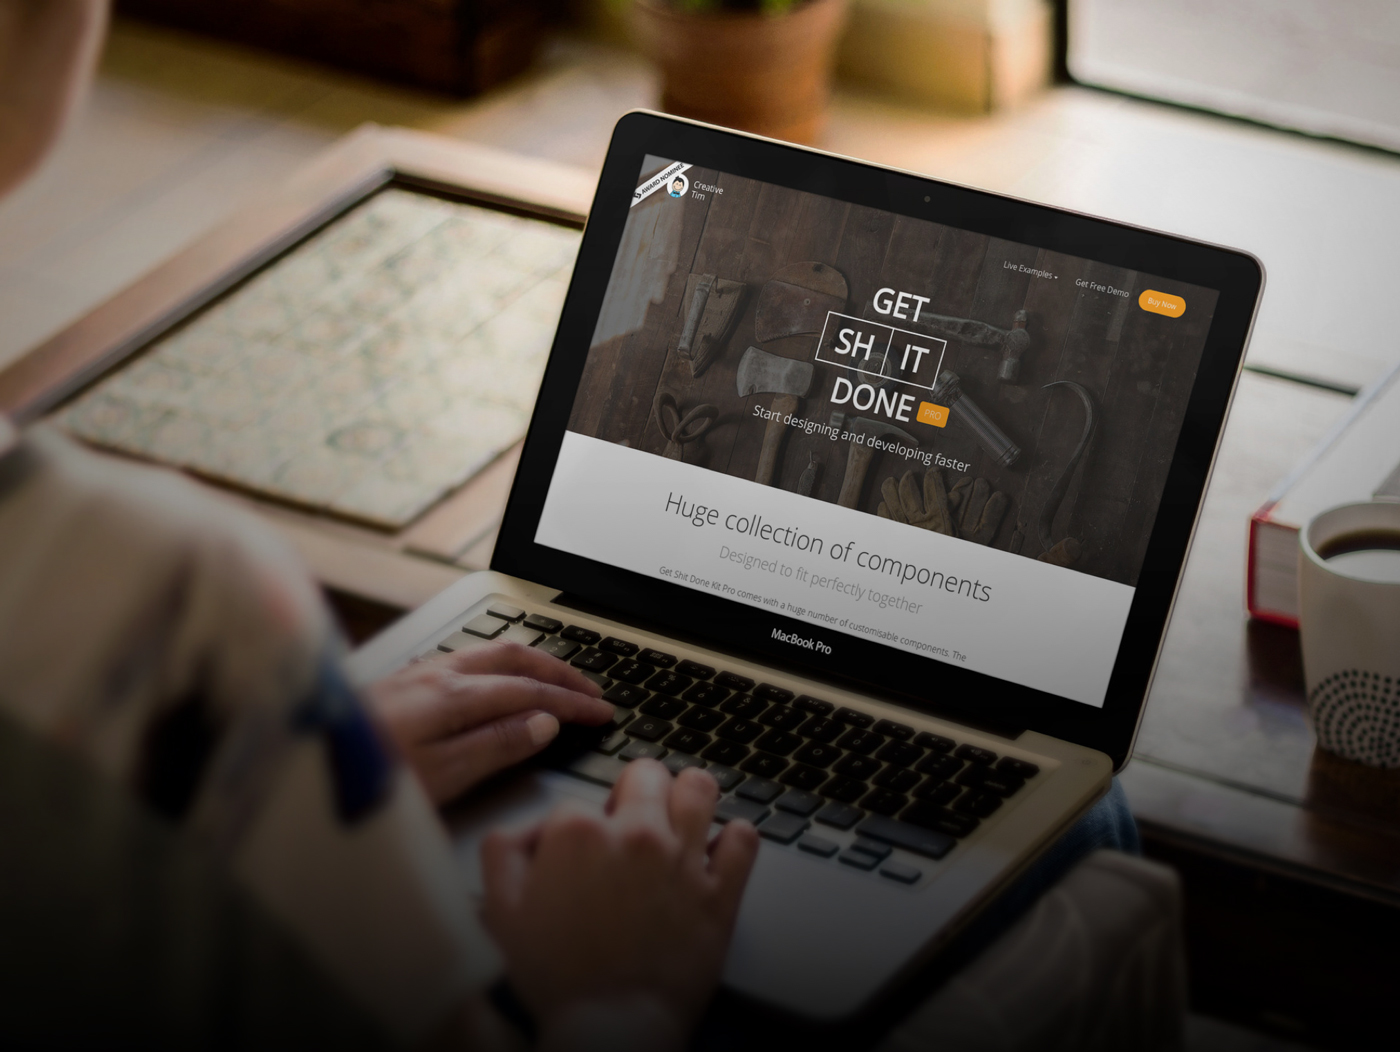 AWARD NOMINEE
Creative
Tim
Live Examples
Get Free Demo
Buy Now
GET
SH IT
DONE PRO
Start designing and developing faster
Huge collection of components
Designed to fit perfectly together
Get Shit Done Kit Pro comes with a huge number of customisable components. The
MacBook Pro